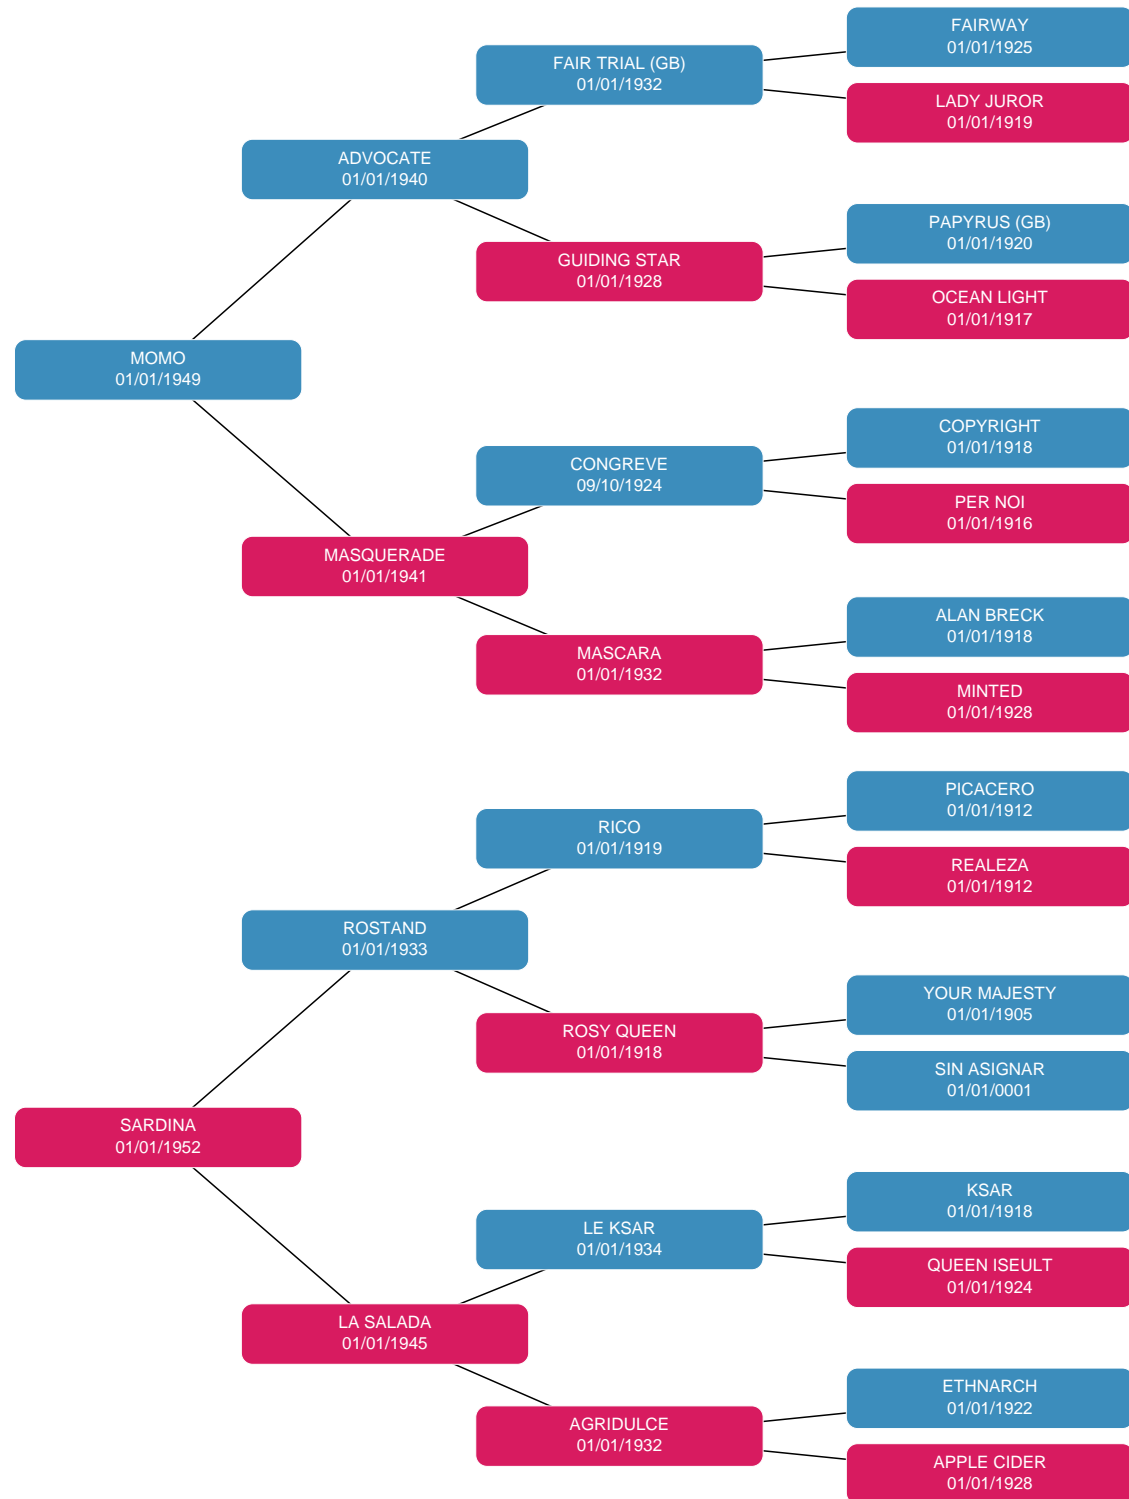 FAIRWAY
01/01/1925
FAIR TRIAL (GB)
01/01/1932
LADY JUROR
01/01/1919
ADVOCATE
01/01/1940
PAPYRUS (GB)
01/01/1920
GUIDING STAR
01/01/1928
OCEAN LIGHT
01/01/1917
MOMO
01/01/1949
COPYRIGHT
01/01/1918
CONGREVE
09/10/1924
PER NOI
01/01/1916
MASQUERADE
01/01/1941
ALAN BRECK
01/01/1918
MASCARA
01/01/1932
MINTED
01/01/1928
PICACERO
01/01/1912
RICO
01/01/1919
REALEZA
01/01/1912
ROSTAND
01/01/1933
YOUR MAJESTY
01/01/1905
ROSY QUEEN
01/01/1918
SIN ASIGNAR
01/01/0001
SARDINA
01/01/1952
KSAR
01/01/1918
LE KSAR
01/01/1934
QUEEN ISEULT
01/01/1924
LA SALADA
01/01/1945
ETHNARCH
01/01/1922
AGRIDULCE
01/01/1932
APPLE CIDER
01/01/1928